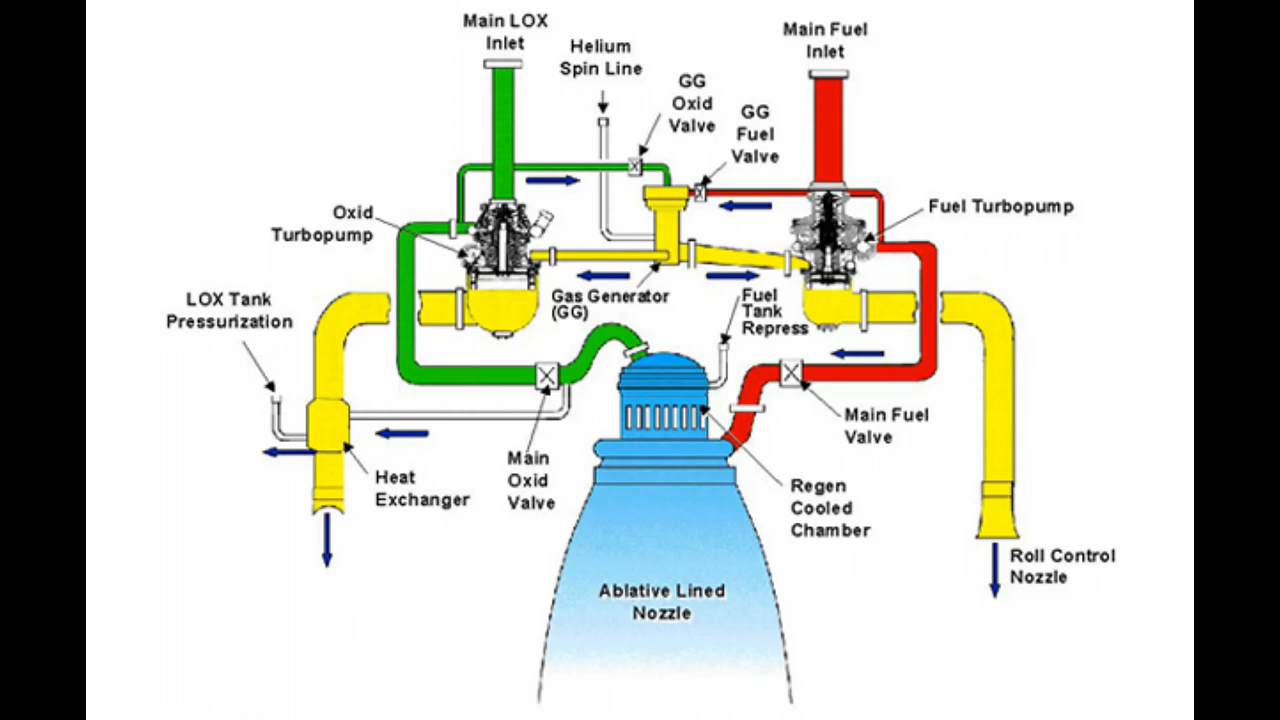 Main LOX
Inlet
Helium
Spin Line
GG
Oxid
Valve
Main Fuel
Inlet
GG
Fuel
Valve
Oxid
Turbopump
Fuel Turbopump
LOX Tank
Pressurization
Gas Generator
(GG)
Fuel
Tank
Repress
Main Fuel
Valve
Main
Oxid
Valve
Heat
Exchanger
Regen
Cooled
Chamber
Roll Control
Nozzle
Ablative Lined
Nozzle